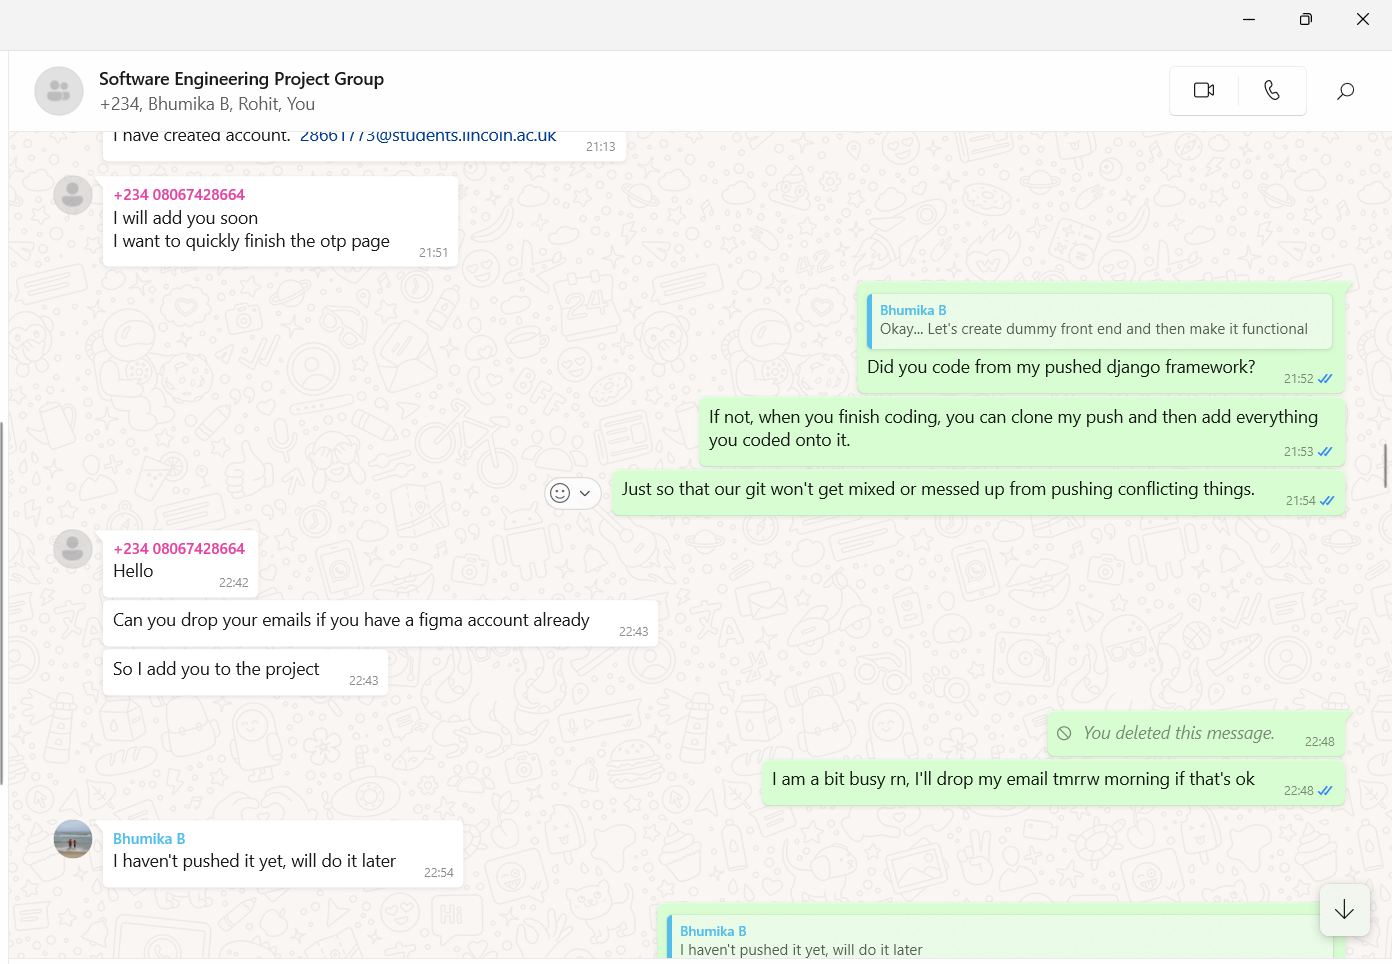 Software Engineering Project Group
+234, Bhumika B, Rohit, You
I have created account. 28661773@students.lincoln.ac.uk
21:13
+234 08067428664
I will add you soon
I want to quickly finish the otp page
21:51
Bhumika B
Okay... Let's create dummy front end and then make it functional
Did you code from my pushed django framework?
21:52
If not, when you finish coding, you can clone my push and then add everything
you coded onto it.
21:53
Just so that our git won't get mixed or messed up from pushing conflicting things.
21:54
+234 08067428664
Hello
22:42
Can you drop your emails if you have a figma account already
22:43
So I add you to the project
22:43
You deleted this message.
22:48
I am a bit busy rn, I'll drop my email tmrrw morning if that's ok
22:48
Bhumika B
I haven't pushed it yet, will do it later
22:54
Bhumika B
I haven't pushed it yet, will do it later